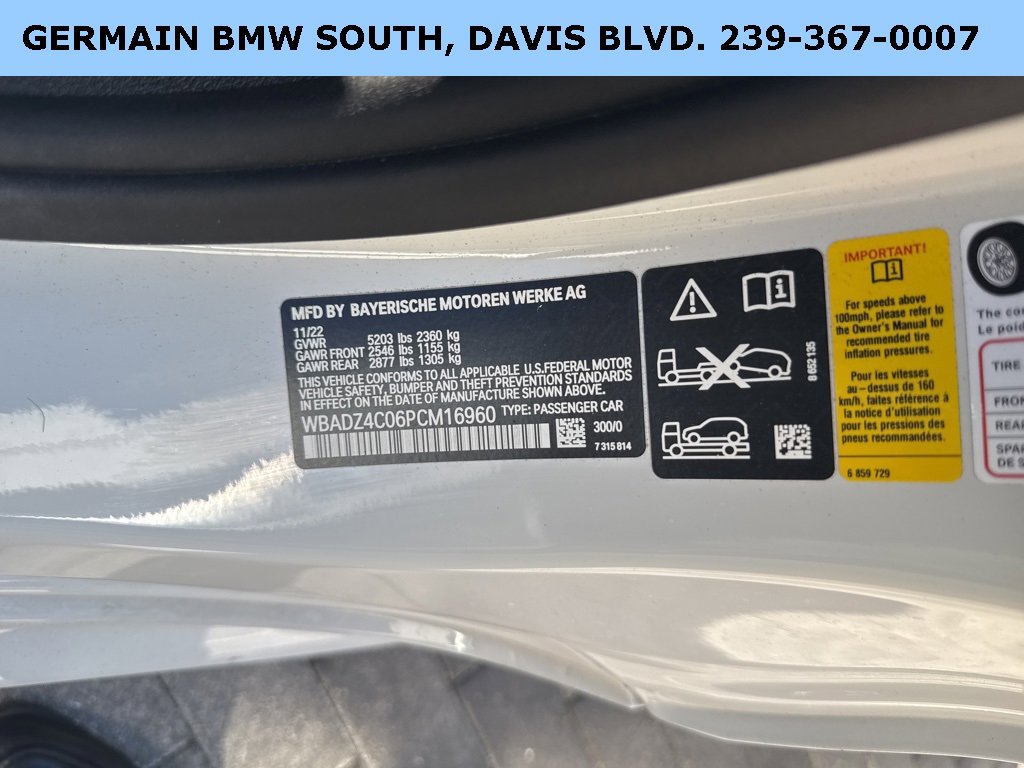 GERMAIN BMW SOUTH, DAVIS BLVD. 239-367-0007
MFD BY BAYERISCHE MOTOREN WERKE AG
11/22
GVWR 5203 lbs 2360 kg
GAWR FRONT 2546 lbs 1155 kg
GAWR REAR 2877 lbs 1305 kg
THIS VEHICLE CONFORMS TO ALL APPLICABLE U.S.FEDERAL MOTOR
VEHICLE SAFETY, BUMPER AND THEFT PREVENTION STANDARDS
IN EFFECT ON THE DATE OF MANUFACTURE SHOWN ABOVE.
WBADZ4C06PCM16960 TYPE: PASSENGER CAR
300/0
7 315 814
8 652 135
IMPORTANT!
For speeds above
100mph, please refer to
the Owner's Manual for
recommended tire
inflation pressures.
Pour les vitesses
au-dessus de 160
km/h, faites référence à
la notice d'utilisation
pour les pressions des
pneus recommandées.
6 859 729
The
Le
TIRE
DE